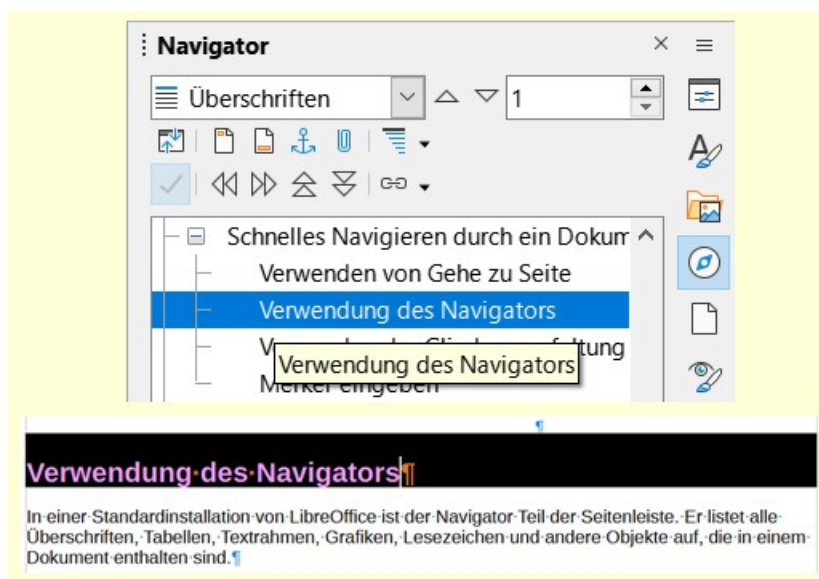 Navigator
Überschriften 1
Schnelles Navigieren durch ein Dokum
Verwenden von Gehe zu Seite
Verwendung des Navigators
Verwendung des Navigators
Merker eingeben
Verwendung des Navigators¶
In·einer·Standardinstallation·von·LibreOffice·ist·der·Navigator·Teil·der·Seitenleiste.·Er·listet·alle·
Überschriften,·Tabellen,·Textrahmen,·Grafiken,·Lesezeichen·und·andere·Objekte·auf,·die·in·einem·
Dokument·enthalten·sind.¶